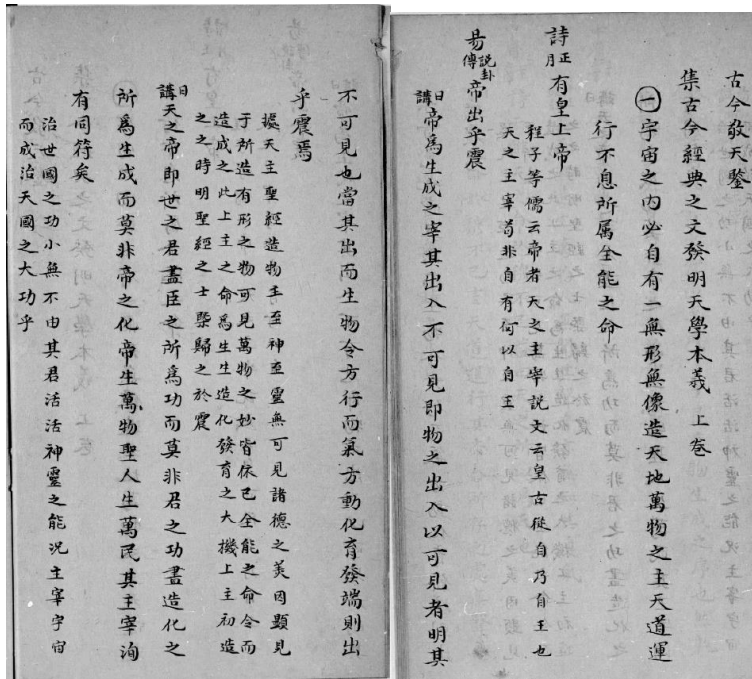 古今敬天鑒
集古今經典之文發明天學本義 上卷
一 宇宙之内必自有一無形無像造天地萬物之主天道運
行不息所屬全能之命
詩正月 有皇上帝
程子等儒云帝者天之主宰説文云皇古從自乃自王也
天之主宰苟非自有何以自王
易説卦傳 帝出乎震
日講 帝爲生成之宰其出入不可見即物之出入以可見者明其
不可見也當其出而生物令方行而氣方動化育發端則出
乎震焉
據天主聖經造物主至神至靈無可見諸德之美因顯見
于所造有形之物可見萬物之妙皆依已全能之命令而
造成之此上主之命爲生生造化發育之大機上主初造
之之時明聖經之士槩歸之於震
日講 天之帝即世之君盡臣之所爲功而莫非君之功盡造化之
所爲生成而莫非帝之化帝生萬物聖人生萬民其主宰洵
有同符矣
治世國之功小無不由其君活活神靈之能況主宰宇宙
而成治天國之大功乎